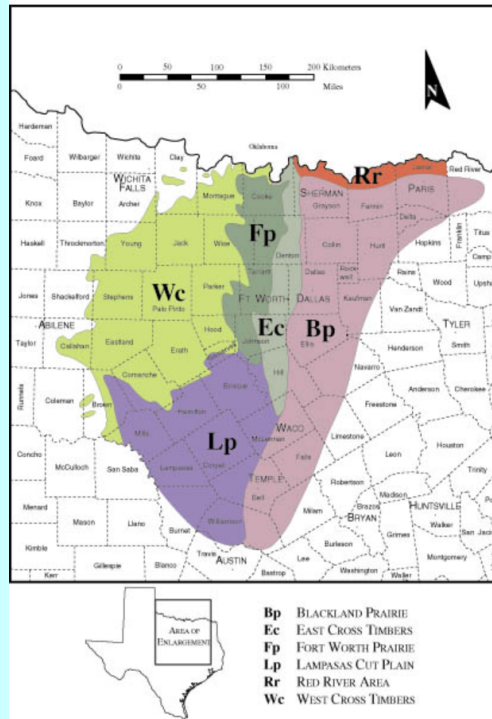 0 50 100 150 200 Kilometers
0 50 100 Miles
N
Oklahoma
Hardeman
Foard Wilbarger Wichita Clay
WICHITA FALLS
Knox Baylor Archer Montague Cooke
SHERMAN
Grayson Fannin Lamar Red River
Rr
PARIS
Delta
Haskell Throckmorton Young Jack Wise Denton Collin Hunt Hopkins Franklin Titus
Fp
Camp
Jones Shackelford Stephens Palo Pinto Parker Tarrant Dallas Rockwall Rains Wood Upshur
Wc
FT WORTH DALLAS
Kaufman Van Zandt
ABILENE
TYLER
Taylor Callahan Eastland Erath Hood Johnson Ellis Henderson Smith
Ec
Bp
Runnels Coleman Brown Comanche Bosque Hill Navarro Anderson Cherokee
Hamilton Freestone
Lp
WACO
Mills McLennan Limestone
Concho McCulloch San Saba Lampasas Coryell Falls Leon Houston
TEMPLE
Trinity
Bell Robertson Madison
Menard Mason Llano Burnet Williamson Milam Brazos
BRYAN
HUNTSVILLE
Walker
Grimes
Kimble Travis Burleson Montgomery
AUSTIN
Lee
Kerr Gillespie Blanco Bastrop Washington Waller
AREA OF
ENLARGEMENT
Bp BLACKLAND PRAIRIE
Ec EAST CROSS TIMBERS
Fp FORT WORTH PRAIRIE
Lp LAMPASAS CUT PLAIN
Rr RED RIVER AREA
Wc WEST CROSS TIMBERS